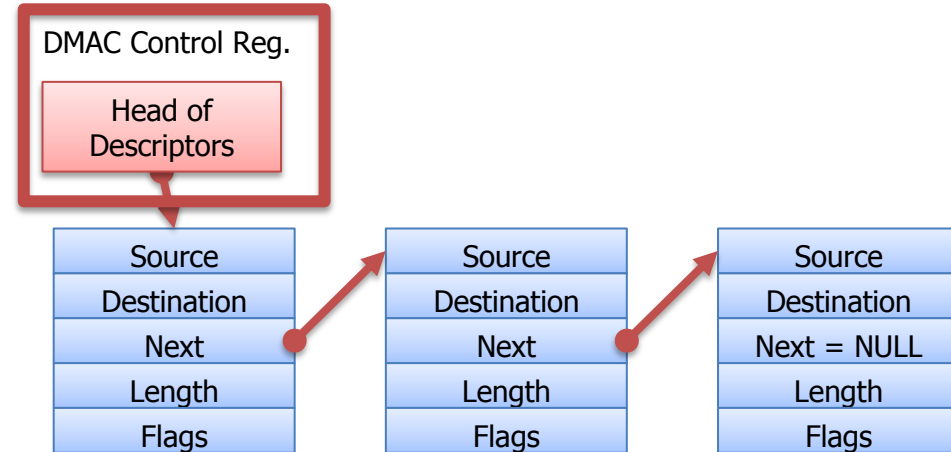 DMAC Control Reg.
Head of
Descriptors
Source
Destination
Next
Length
Flags
Source
Destination
Next
Length
Flags
Source
Destination
Next = NULL
Length
Flags